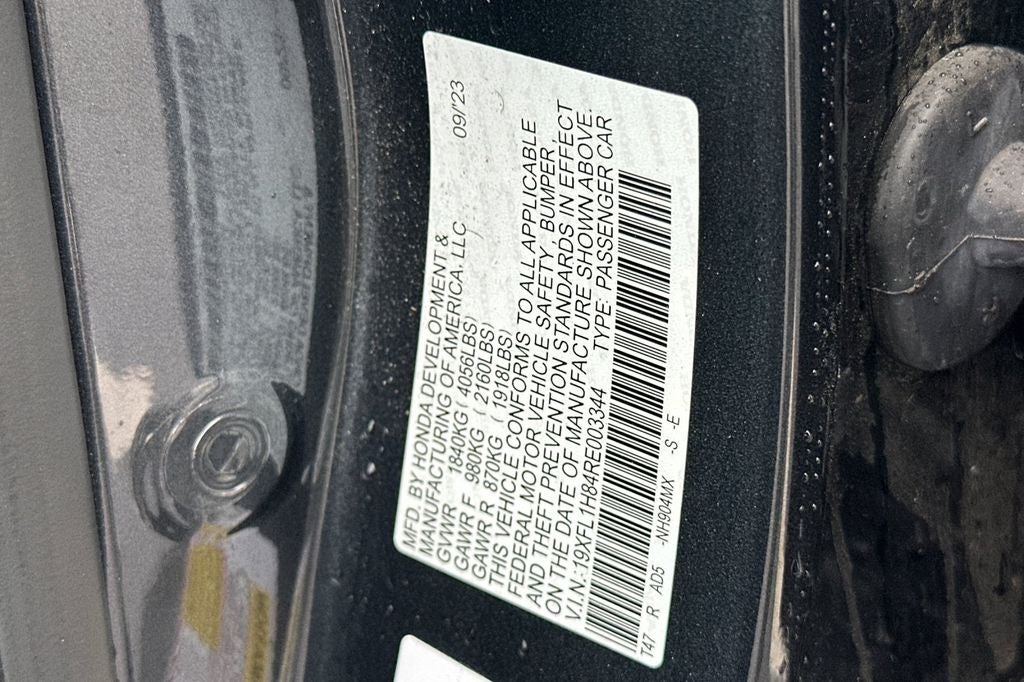 09/'23
MFD. BY HONDA DEVELOPMENT &
MANUFACTURING OF AMERICA. LLC
GVWR 1840KG ( 4056LBS)
GAWR F 980KG ( 2160LBS)
GAWR R 870KG ( 1918LBS)
THIS VEHICLE CONFORMS TO ALL APPLICABLE
FEDERAL MOTOR VEHICLE SAFETY, BUMPER,
AND THEFT PREVENTION STANDARDS IN EFFECT
ON THE DATE OF MANUFACTURE SHOWN ABOVE.
V.I.N.:19XFL1H84RE003344 TYPE: PASSENGER CAR
T47 R AD5 -NH904MX -S -E